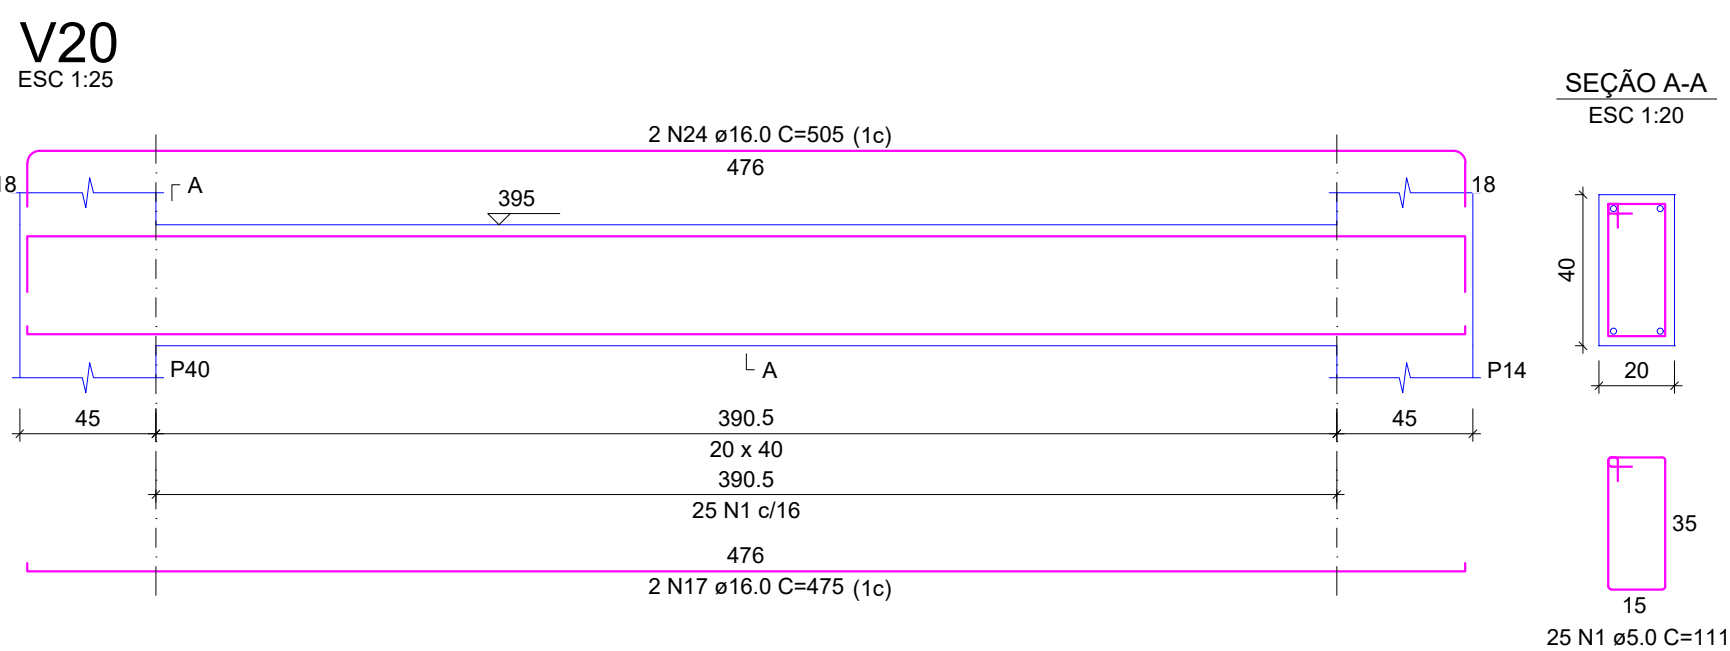 V20
ESC 1:25
SEÇÃO A-A
ESC 1:20
2 N24 ø16.0 C=505 (1c)
476
18
A
395
18
40
P40
A
P14
20
45
390.5
45
20 x 40
390.5
25 N1 c/16
35
476
2 N17 ø16.0 C=475 (1c)
15
25 N1 ø5.0 C=111